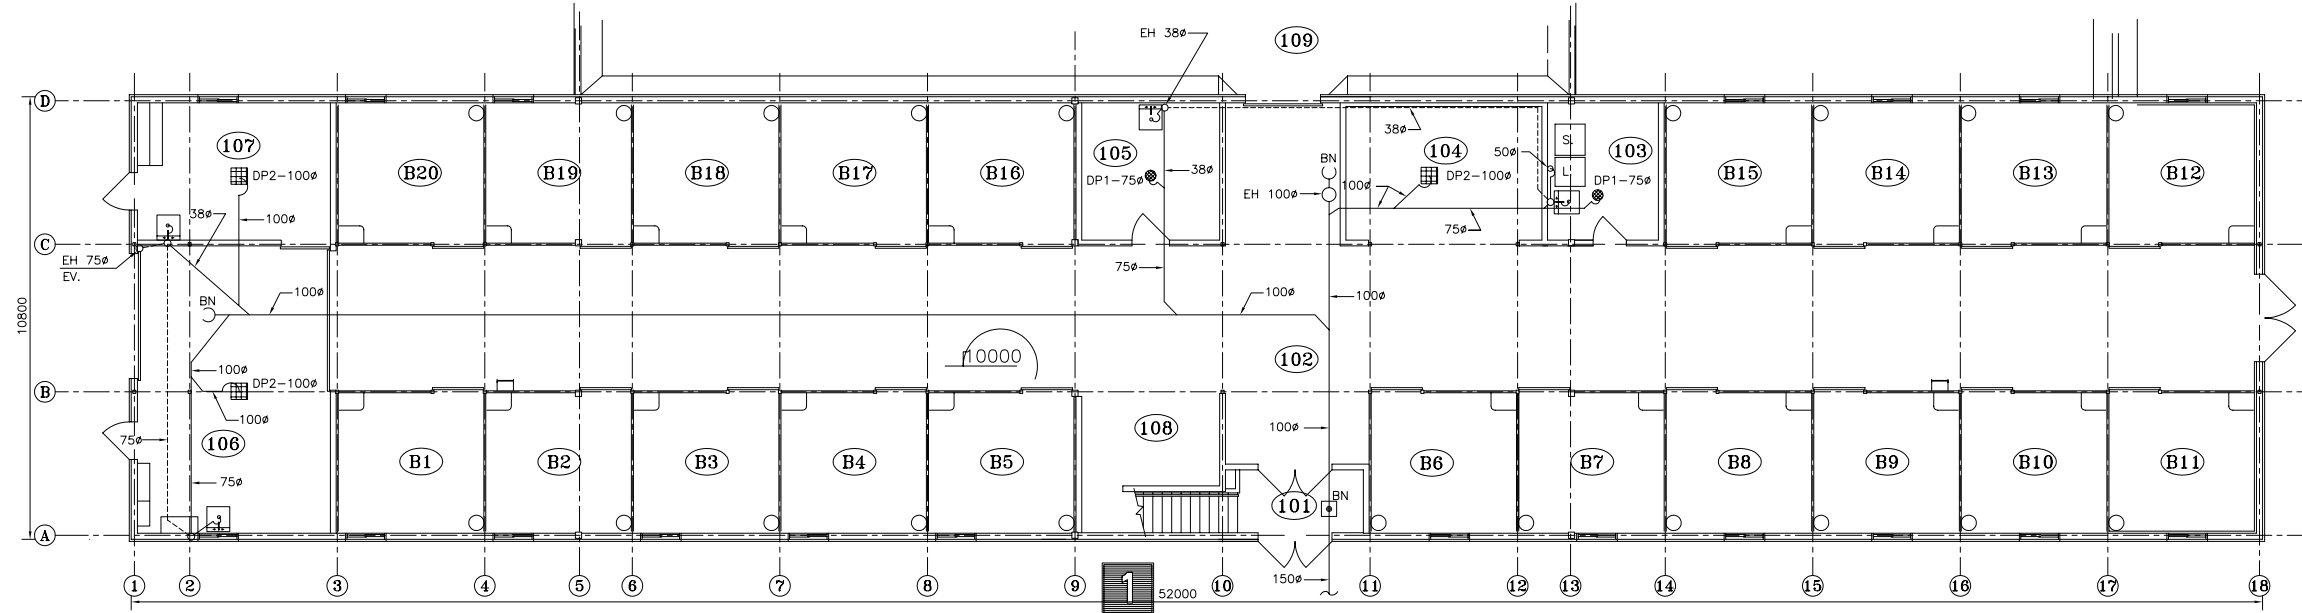 EH 38ø
109
D
107
DP2-100ø
38ø
100ø
B20
B19
B18
B17
B16
105
DP1-75ø
38ø
BN
EH 100ø
100ø
38ø
104
DP2-100ø
75ø
50ø
S.
L
103
DP1-75ø
B15
B14
B13
B12
C
EH 75ø
EV.
BN
100ø
75ø
100ø
100ø
10800
10000
102
B
100ø
DP2-100ø
100ø
75ø
106
75ø
B1
B2
B3
B4
B5
108
100ø
101
BN
B6
B7
B8
B9
B10
B11
A
150ø
1
2
3
4
5
6
7
8
9
1
10
11
12
13
14
15
16
17
18
52000